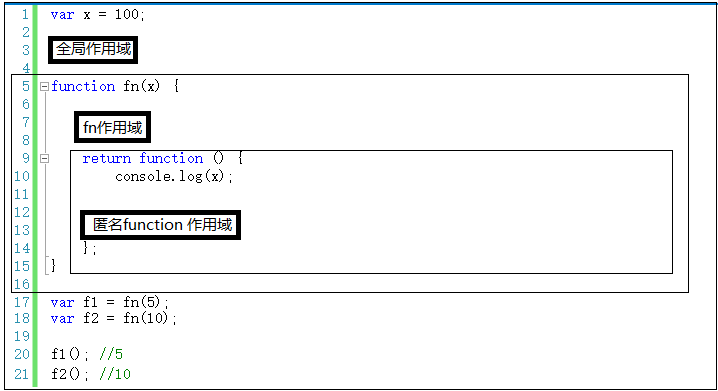 1 var x = 100;
2
3 全局作用域
4
5 function fn(x) {
6
7 fn作用域
8
9 return function () {
10 console.log(x);
11
12 匿名function 作用域
13
14 };
15 }
16
17 var f1 = fn(5);
18 var f2 = fn(10);
19
20 f1(); //5
21 f2(); //10